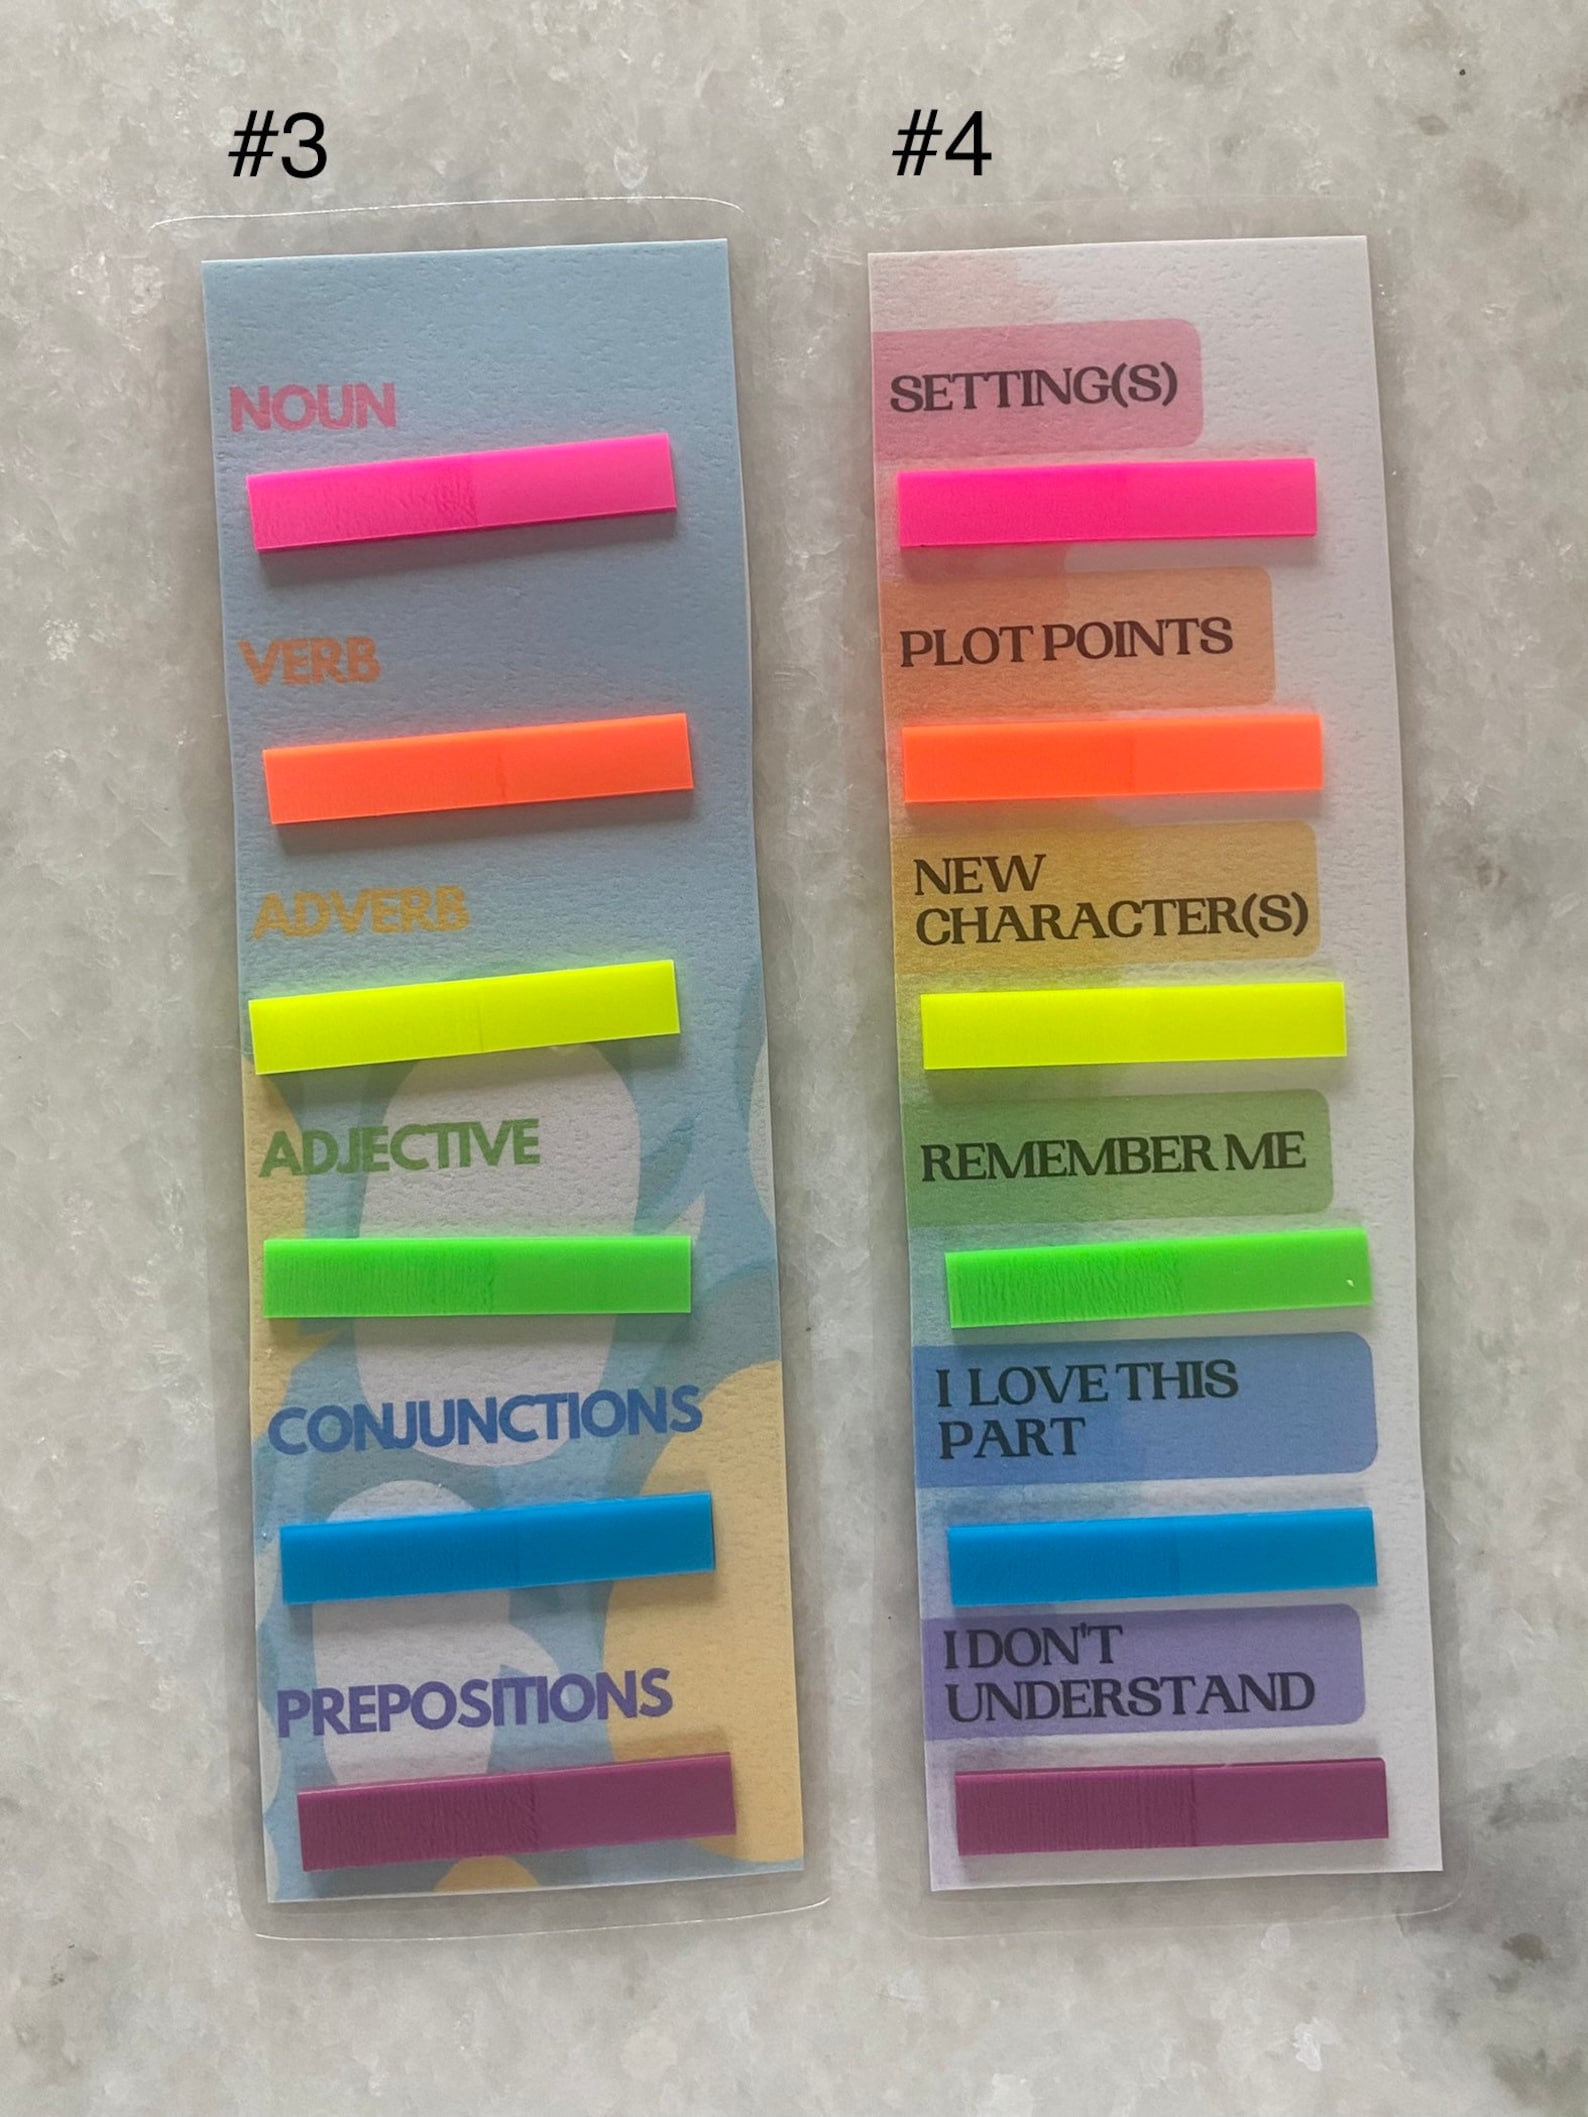 #3
NOUN
VERB
ADVERB
ADJECTIVE
CONJUNCTIONS
PREPOSITIONS
#4
SETTING(S)
PLOT POINTS
NEW
CHARACTER(S)
REMEMBER ME
I LOVE THIS
PART
I DON'T
UNDERSTAND